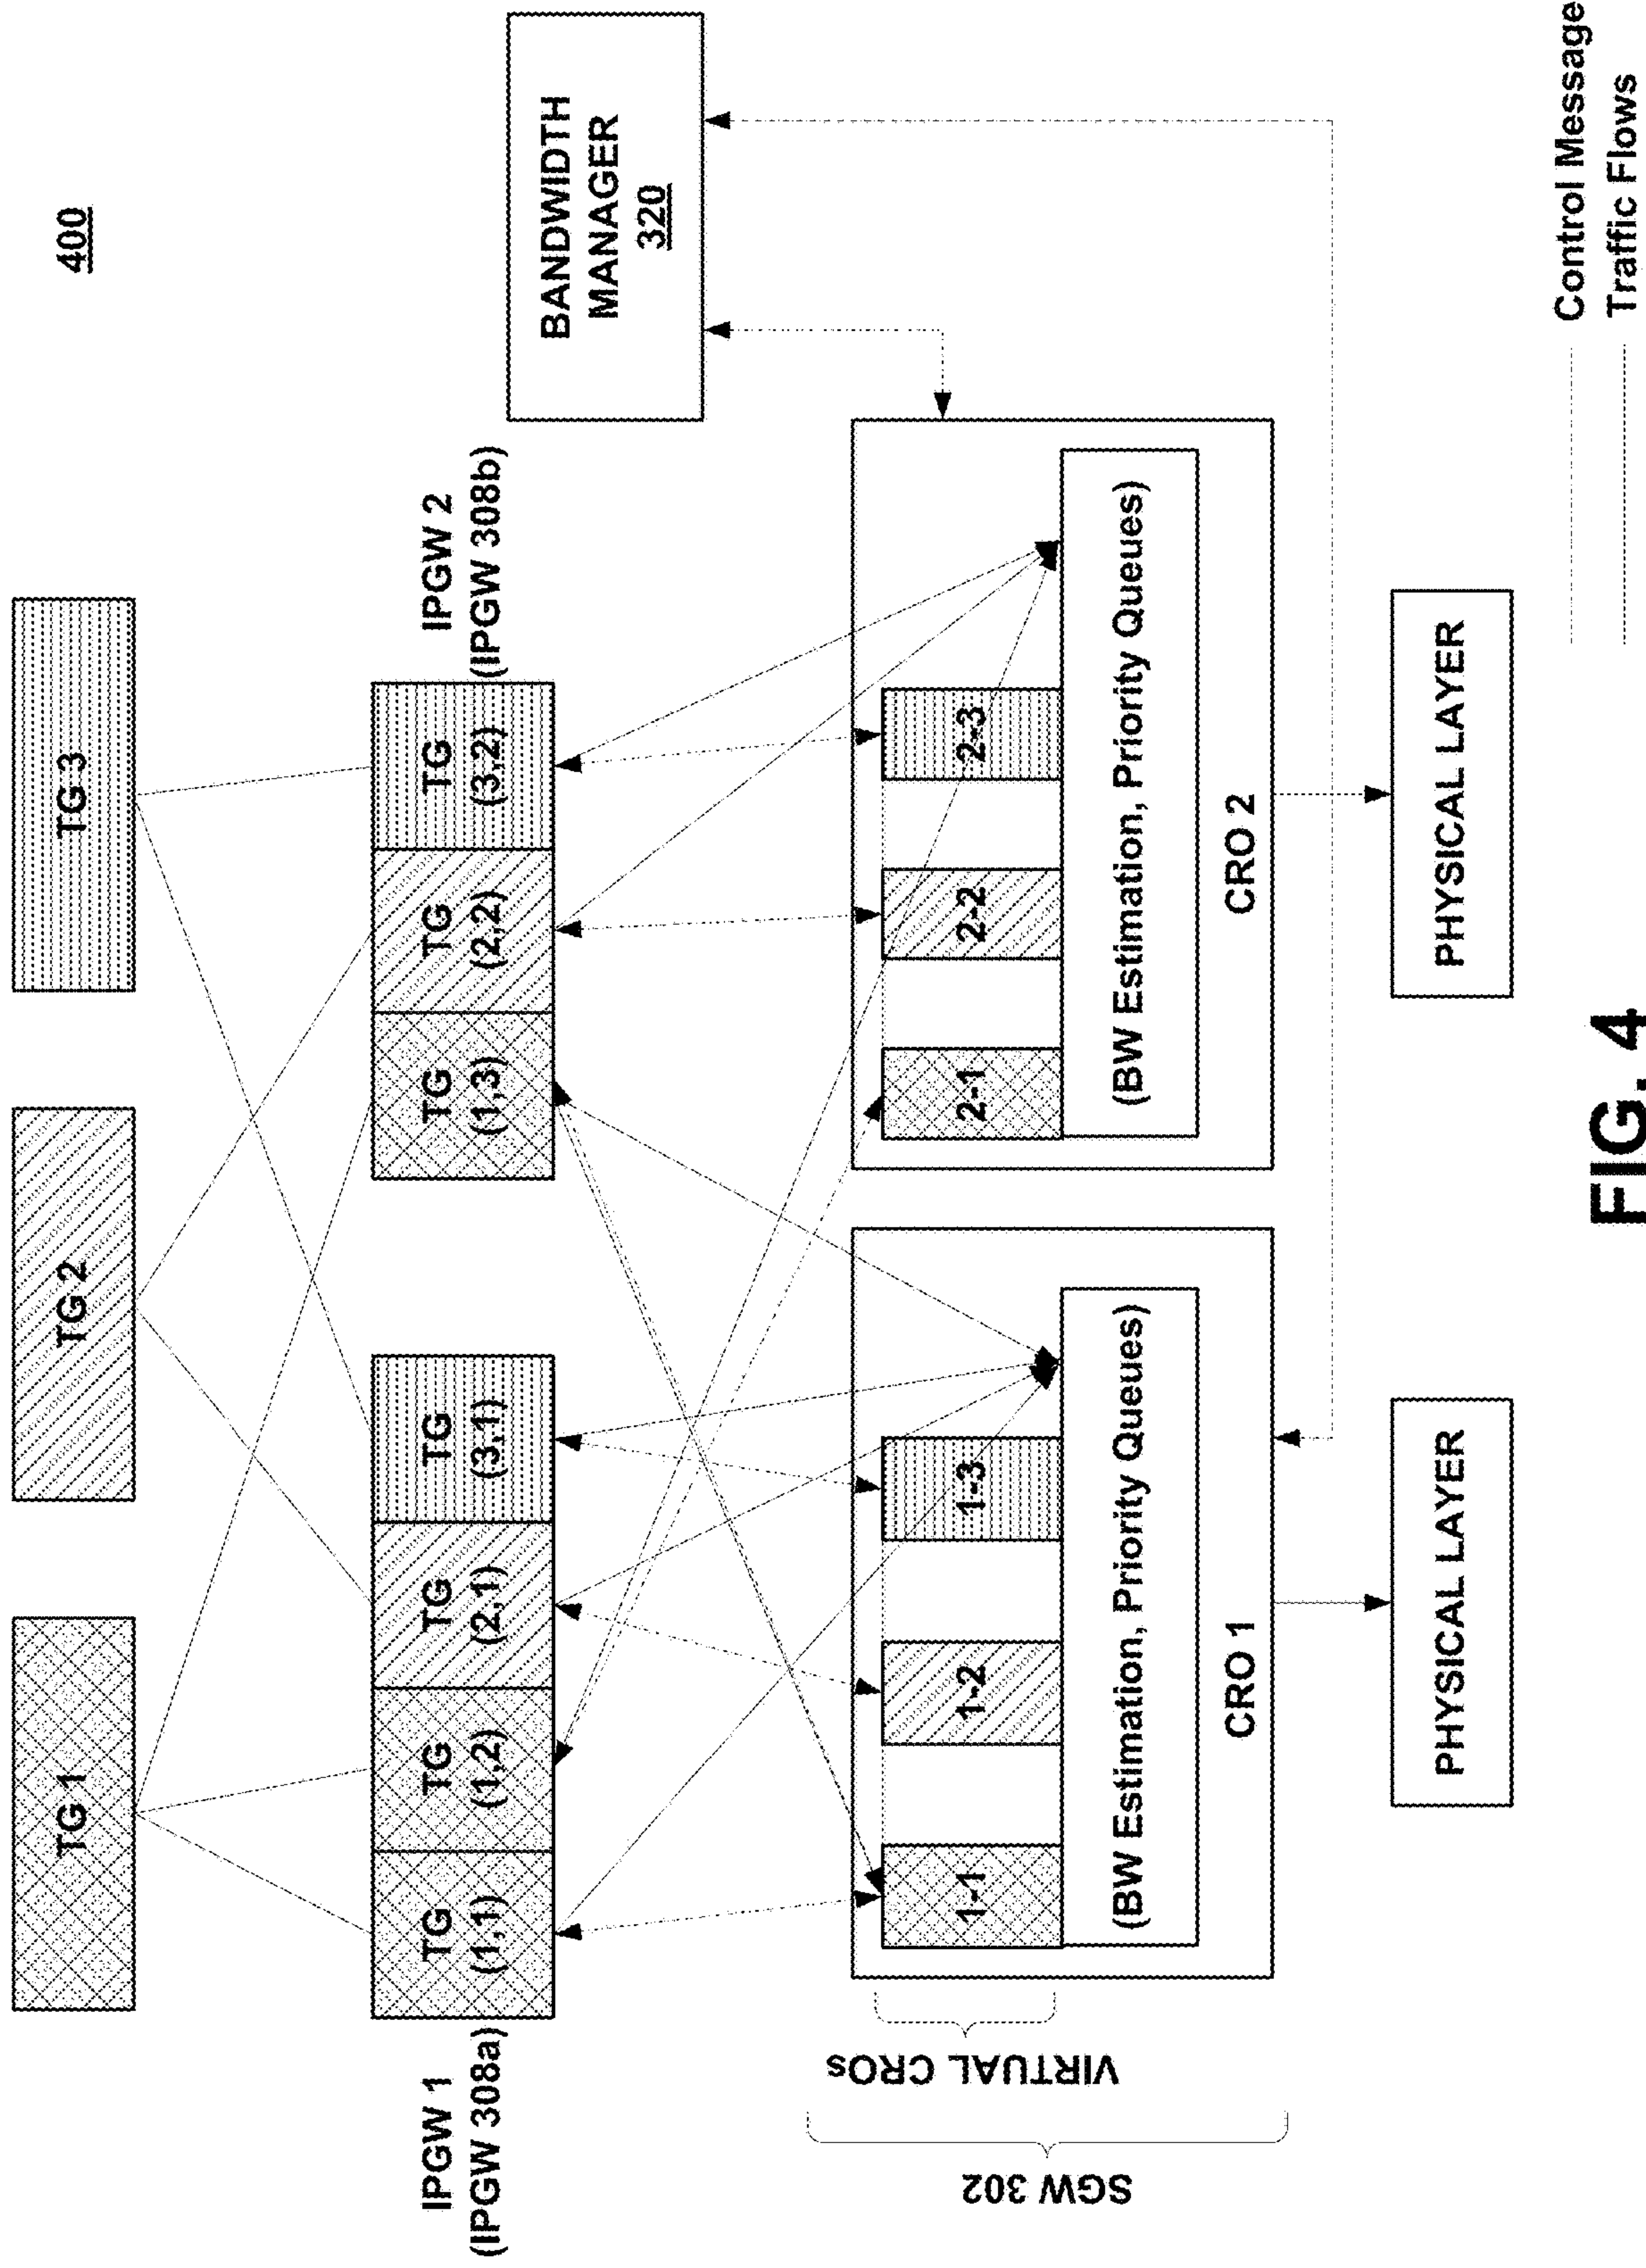 400
TG 1
TG 2
TG 3
IPGW 1
(IPGW 308a)
TG
(1,1)
TG
(1,2)
TG
(2,1)
TG
(3,1)
TG
(1,3)
TG
(2,2)
TG
(3,2)
IPGW 2
(IPGW 308b)
BANDWIDTH
MANAGER
320
SGW 302
VIRTUAL CROs
1-1
1-2
1-3
(BW Estimation, Priority Queues)
CRO 1
2-1
2-2
2-3
(BW Estimation, Priority Queues)
CRO 2
PHYSICAL LAYER
PHYSICAL LAYER
Control Message
Traffic Flows
FIG. 4